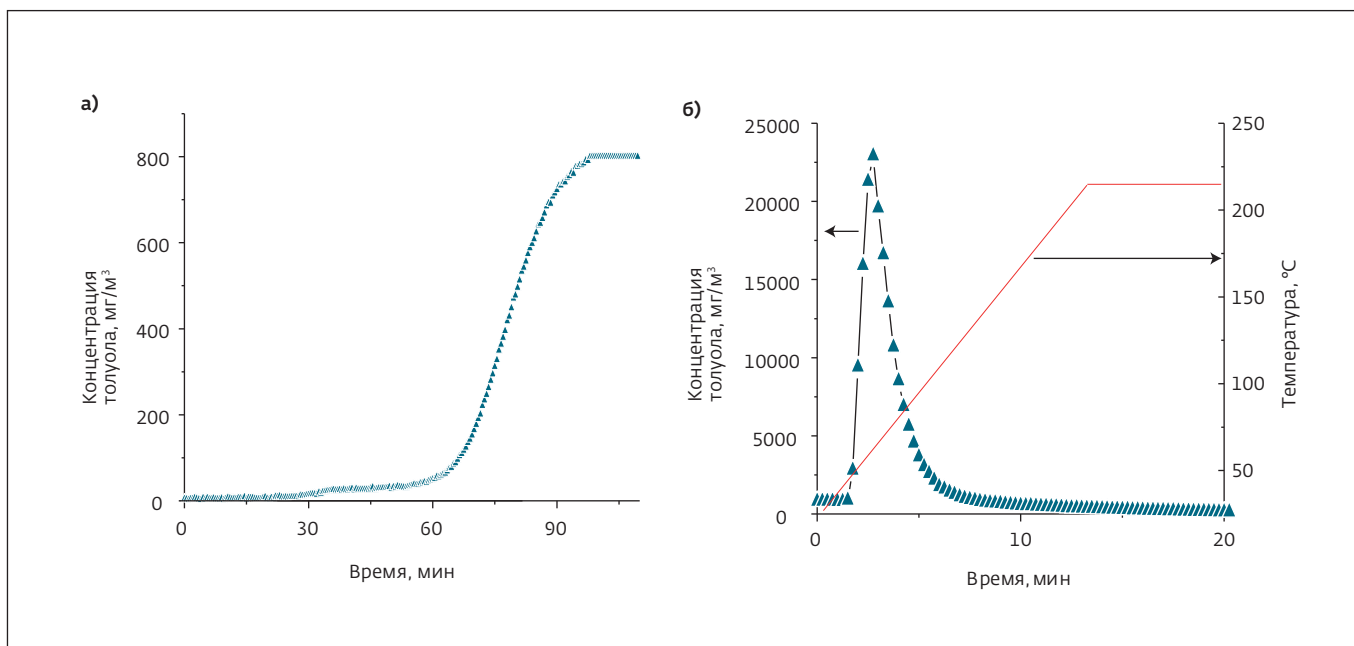 а)
Концентрация
толуола, мг/м³
800
600
400
200
0
0
30
60
90
Время, мин
б)
Концентрация
толуола, мг/м³
25000
20000
15000
10000
5000
0
0
10
20
Время, мин
250
200
150
100
50
Температура, °С